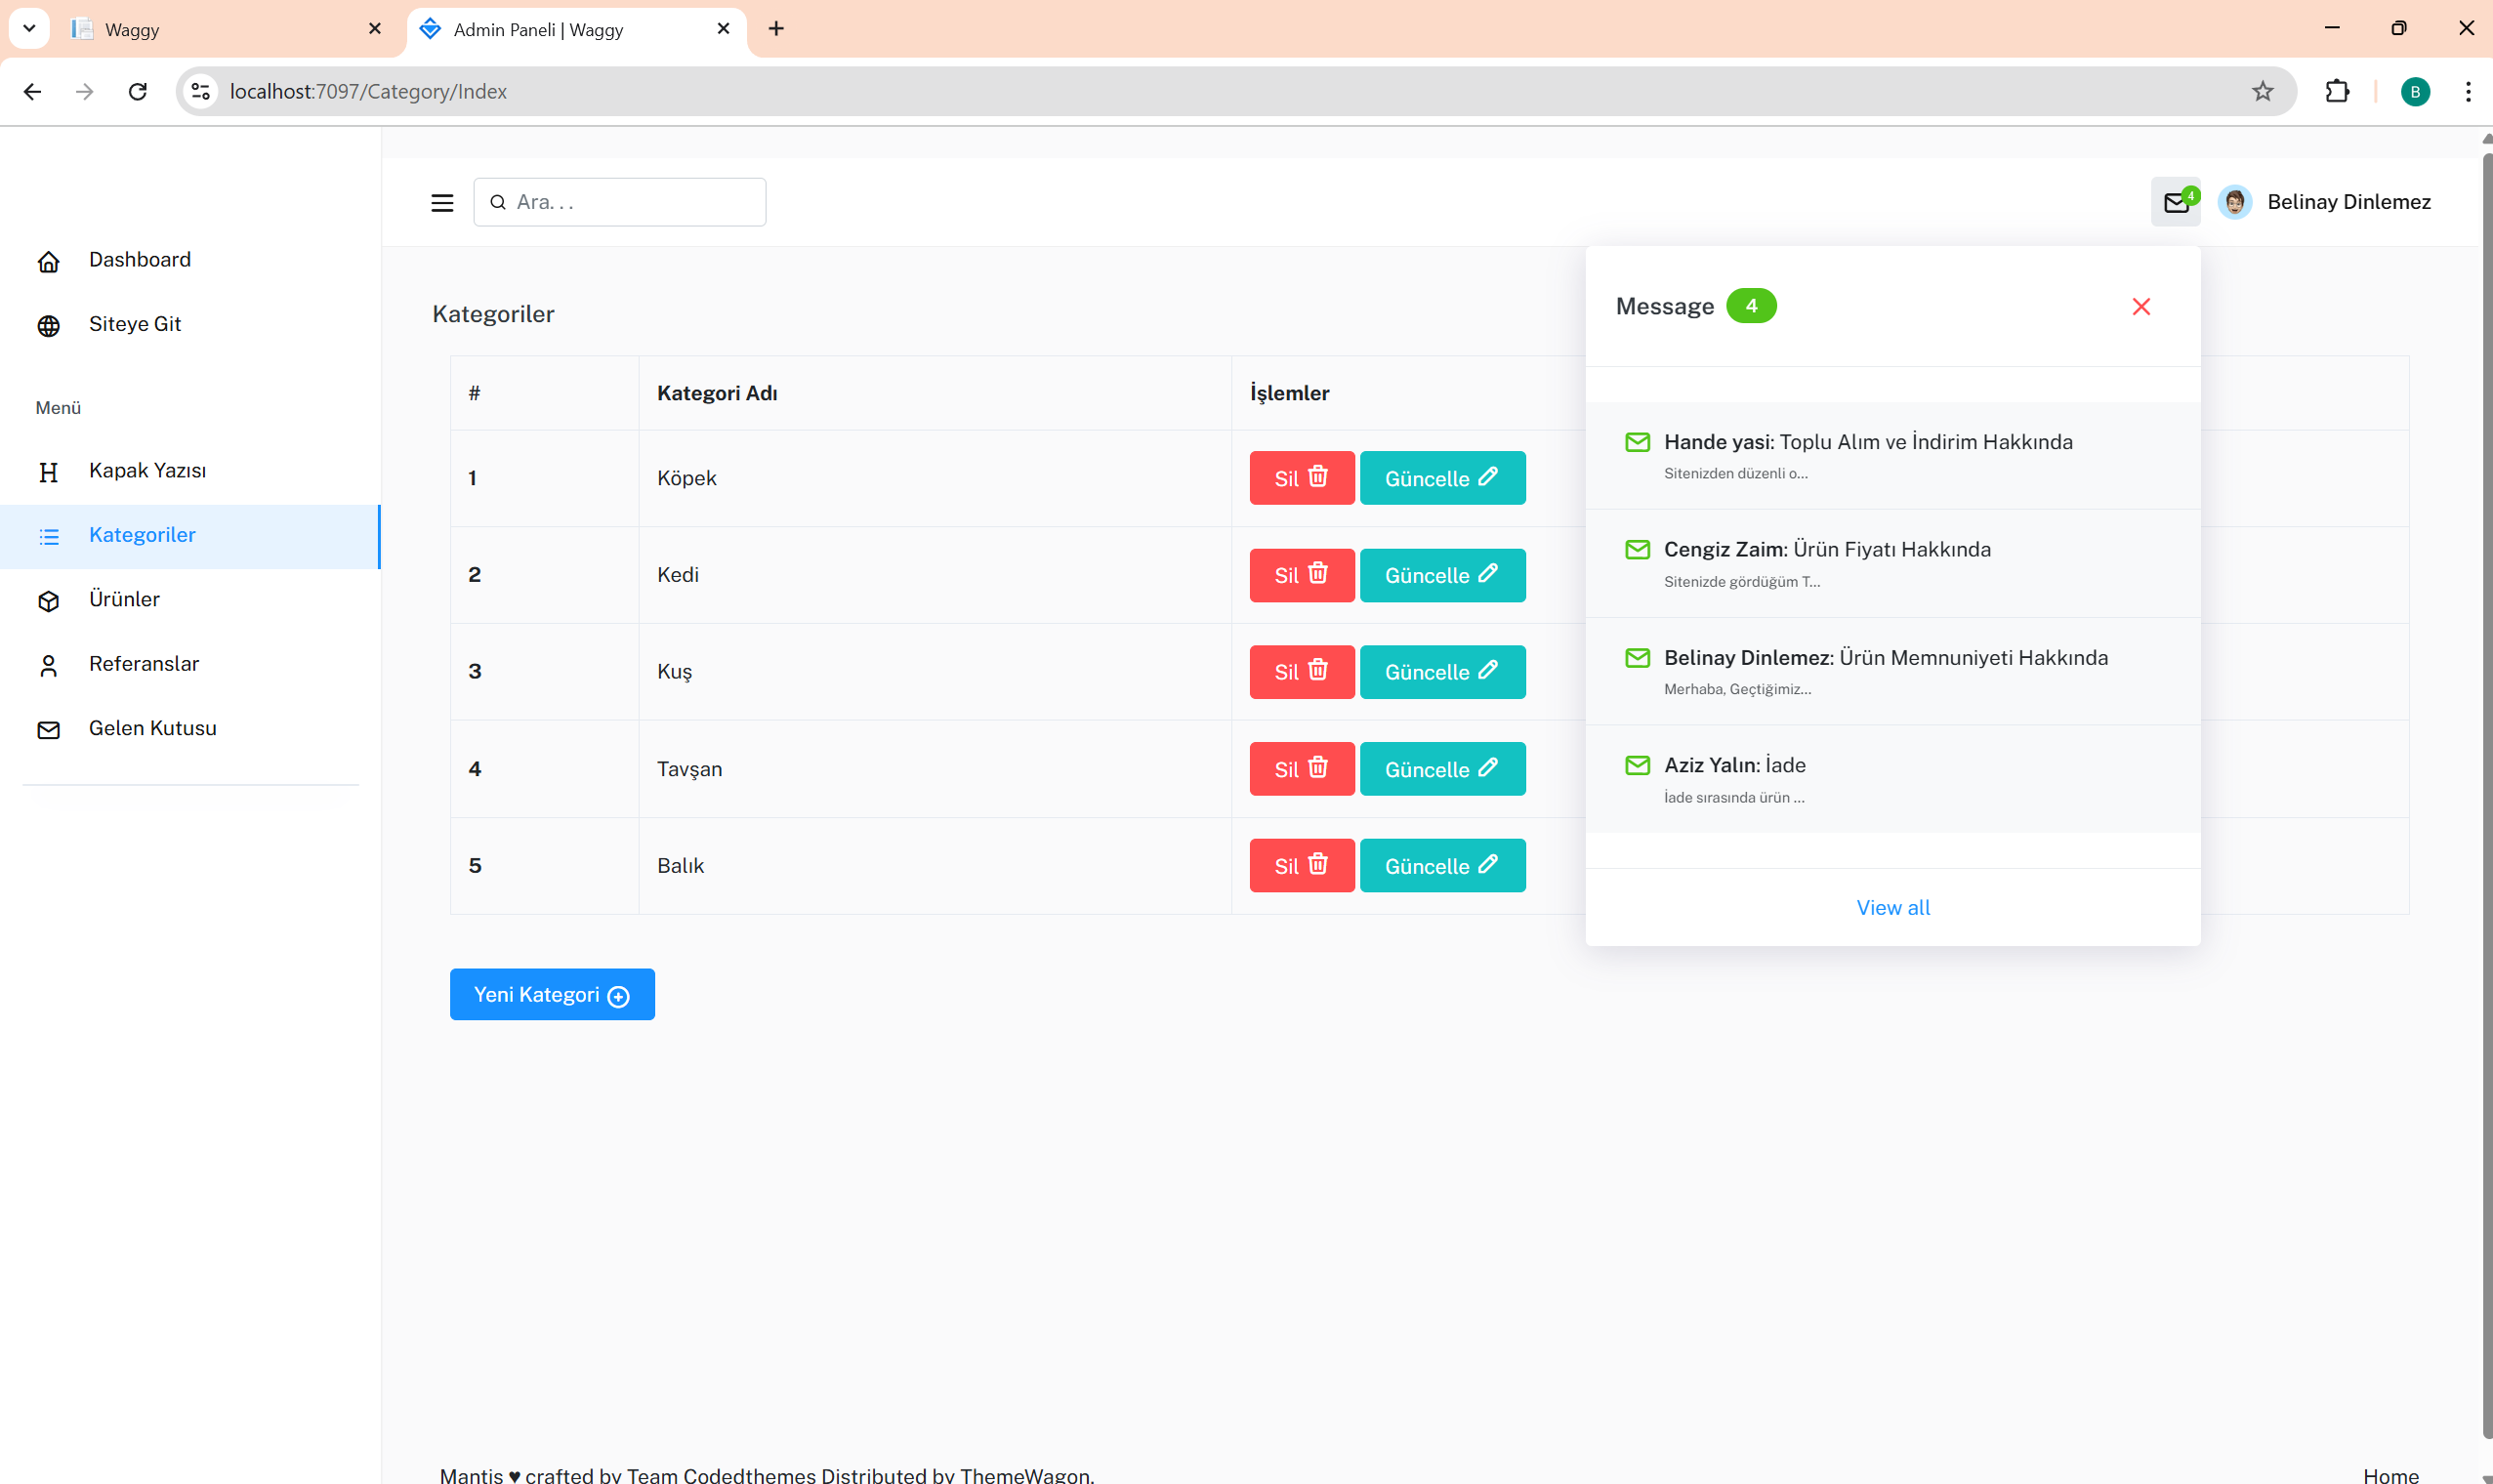 Waggy
Admin Paneli | Waggy
localhost:7097/Category/Index
B
Ara. . .
4
Belinay Dinlemez
Dashboard
Siteye Git
Menü
Kapak Yazısı
Kategoriler
Ürünler
Referanslar
Gelen Kutusu
Kategoriler
# Kategori Adı İşlemler
1 Köpek Sil Güncelle
2 Kedi Sil Güncelle
3 Kuş Sil Güncelle
4 Tavşan Sil Güncelle
5 Balık Sil Güncelle
Yeni Kategori
Message 4
Hande yasi: Toplu Alım ve İndirim Hakkında
Sitenizden düzenli o...
Cengiz Zaim: Ürün Fiyatı Hakkında
Sitenizde gördüğüm T...
Belinay Dinlemez: Ürün Memnuniyeti Hakkında
Merhaba, Geçtiğimiz...
Aziz Yalın: İade
İade sırasında ürün ...
View all
Mantis ♥ crafted by Team Codedthemes Distributed by ThemeWagon.
Home